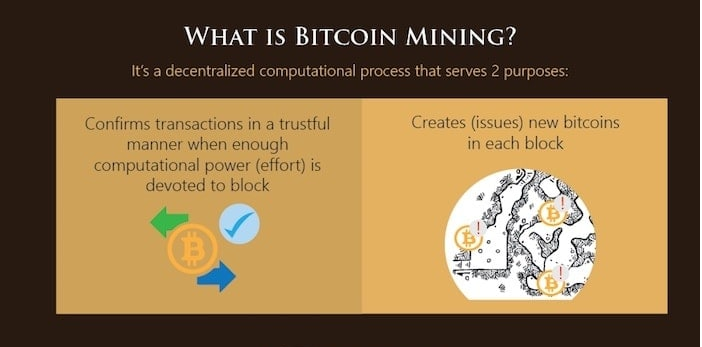 What is Bitcoin Mining?
It's a decentralized computational process that serves 2 purposes:
Confirms transactions in a trustful
manner when enough
computational power (effort) is
devoted to block
Creates (issues) new bitcoins
in each block